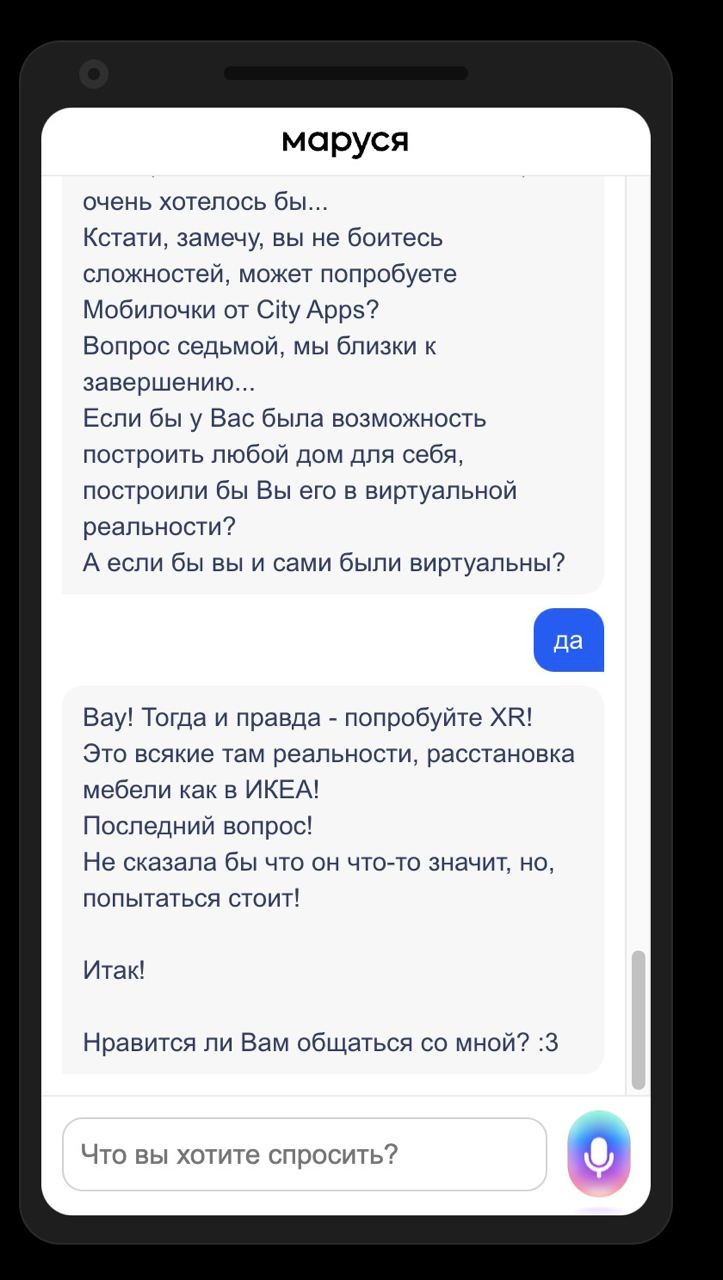 маруся
очень хотелось бы...
Кстати, замечу, вы не боитесь
сложностей, может попробуете
Мобилочки от City Apps?
Вопрос седьмой, мы близки к
завершению...
Если бы у Вас была возможность
построить любой дом для себя,
построили бы Вы его в виртуальной
реальности?
А если бы вы и сами были виртуальны?
да
Вау! Тогда и правда - попробуйте XR!
Это всякие там реальности, расстановка
мебели как в ИКЕА!
Последний вопрос!
Не сказала бы что он что-то значит, но,
попытаться стоит!
Итак!
Нравится ли Вам общаться со мной? :3
Что вы хотите спросить?